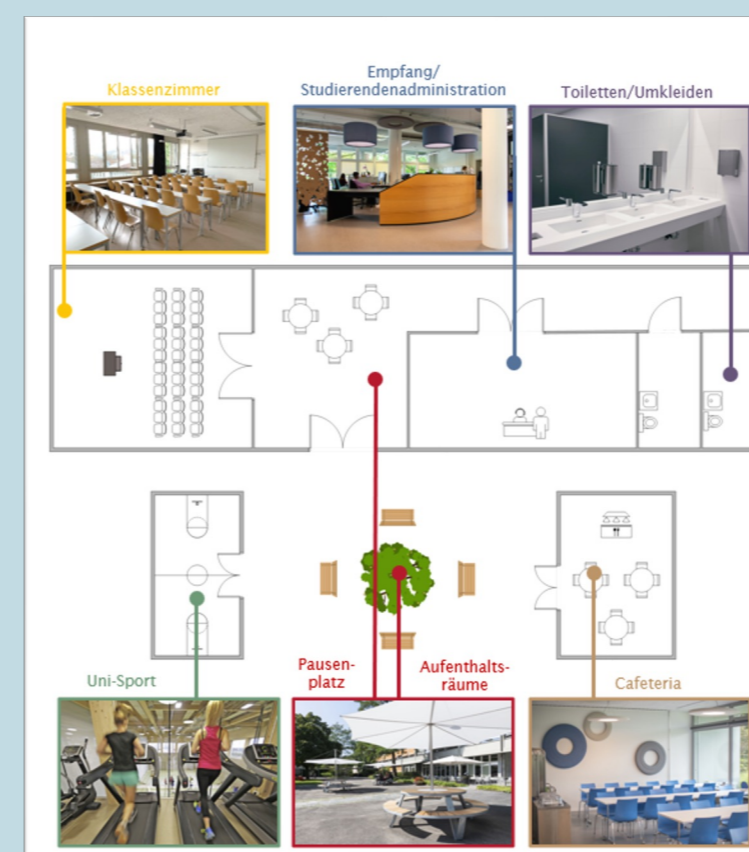 Klassenzimmer
Empfang/
Studierendenadministration
Toiletten/Umkleiden
Uni-Sport
Pausen-
platz
Aufenthalts-
räume
Cafeteria